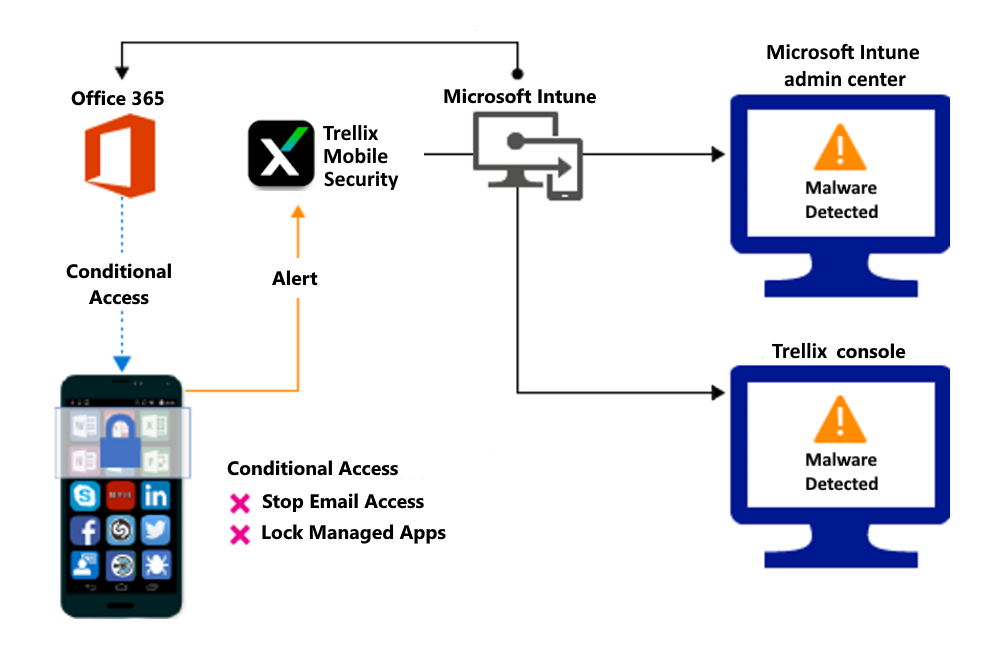 Microsoft Intune
admin center
Office 365
Microsoft Intune
Trellix
Mobile
Security
Malware
Detected
Conditional
Access
Alert
Trellix console
Malware
Detected
Conditional Access
Stop Email Access
Lock Managed Apps